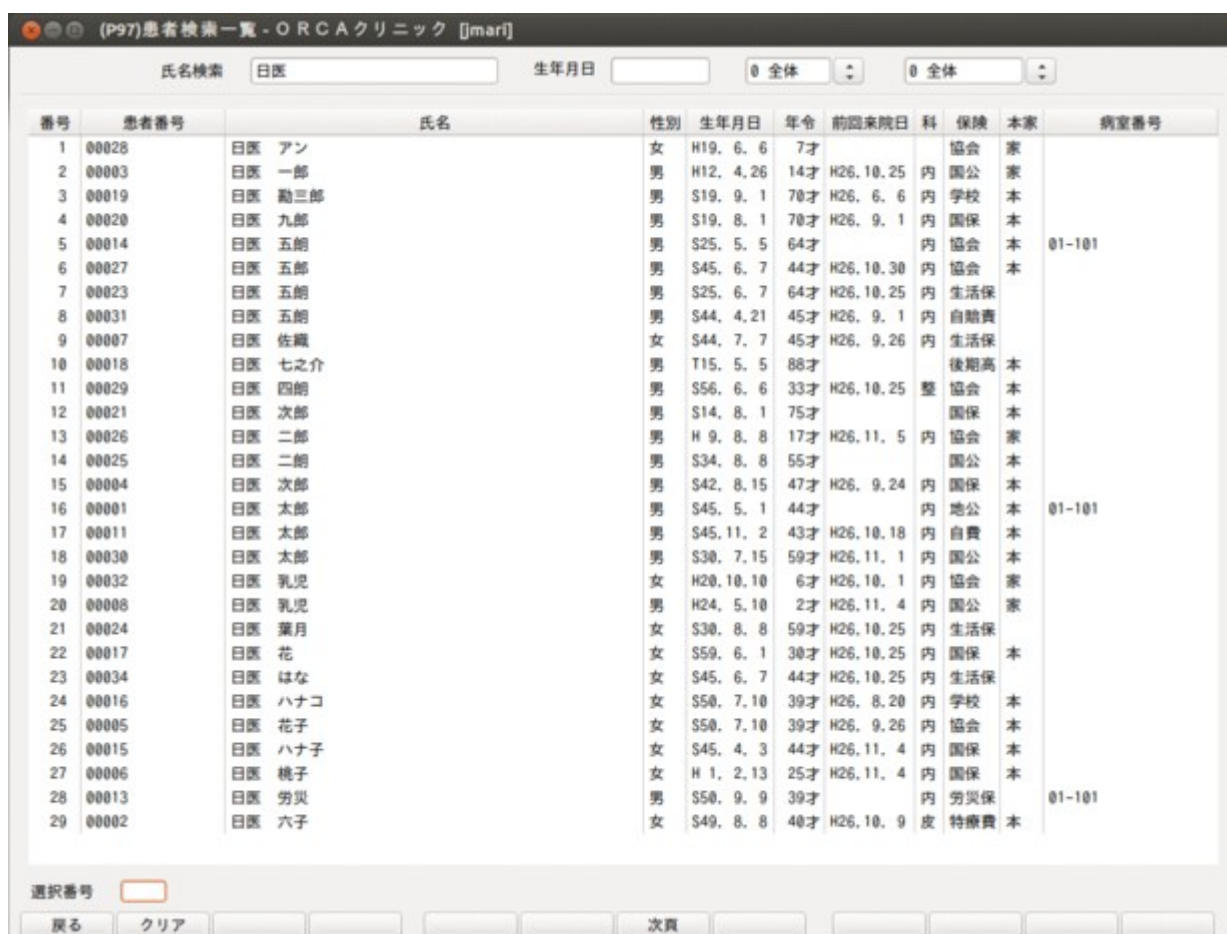 (P97)患者検索一覧 - ＯＲＣＡクリニック [jmari]
氏名検索 日医 生年月日 0 全体 0 全体
番号 患者番号 氏名 性別 生年月日 年令 前回来院日 科 保険 本家 病室番号
1 00028 日医 アン 女 H19. 6. 6 7才 協会 家
2 00003 日医 一郎 男 H12. 4.26 14才 H26.10.25 内 国公 家
3 00019 日医 勘三郎 男 S19. 9. 1 70才 H26. 6. 6 内 学校 本
4 00020 日医 九郎 男 S19. 8. 1 70才 H26. 9. 1 内 国保 本
5 00014 日医 五朗 男 S25. 5. 5 64才 内 協会 本 01-101
6 00027 日医 五郎 男 S45. 6. 7 44才 H26.10.30 内 協会 本
7 00023 日医 五朗 男 S25. 6. 7 64才 H26.10.25 内 生活保
8 00031 日医 五朗 男 S44. 4.21 45才 H26. 9. 1 内 自賠責
9 00007 日医 佐織 女 S44. 7. 7 45才 H26. 9.26 内 生活保
10 00018 日医 七之介 男 T15. 5. 5 88才 後期高 本
11 00029 日医 四朗 男 S56. 6. 6 33才 H26.10.25 整 協会 本
12 00021 日医 次郎 男 S14. 8. 1 75才 国保 本
13 00026 日医 二郎 男 H 9. 8. 8 17才 H26.11. 5 内 協会 家
14 00025 日医 二朗 男 S34. 8. 8 55才 国公 本
15 00004 日医 次郎 男 S42. 8.15 47才 H26. 9.24 内 国保 本
16 00001 日医 太郎 男 S45. 5. 1 44才 内 地公 本 01-101
17 00011 日医 太郎 男 S45.11. 2 43才 H26.10.18 内 自費 本
18 00030 日医 太郎 男 S30. 7.15 59才 H26.11. 1 内 国公 本
19 00032 日医 乳児 女 H20.10.10 6才 H26.10. 1 内 協会 家
20 00008 日医 乳児 男 H24. 5.10 2才 H26.11. 4 内 国公 家
21 00024 日医 葉月 女 S30. 8. 8 59才 H26.10.25 内 生活保
22 00017 日医 花 女 S59. 6. 1 30才 H26.10.25 内 国保 本
23 00034 日医 はな 女 S45. 6. 7 44才 H26.10.25 内 生活保
24 00016 日医 ハナコ 女 S50. 7.10 39才 H26. 8.20 内 学校 本
25 00005 日医 花子 女 S50. 7.10 39才 H26. 9.26 内 協会 本
26 00015 日医 ハナ子 女 S45. 4. 3 44才 H26.11. 4 内 国保 本
27 00006 日医 桃子 女 H 1. 2.13 25才 H26.11. 4 内 国保 本
28 00013 日医 労災 男 S50. 9. 9 39才 内 労災保 01-101
29 00002 日医 六子 女 S49. 8. 8 40才 H26.10. 9 皮 特療費 本
選択番号
戻る クリア 次頁